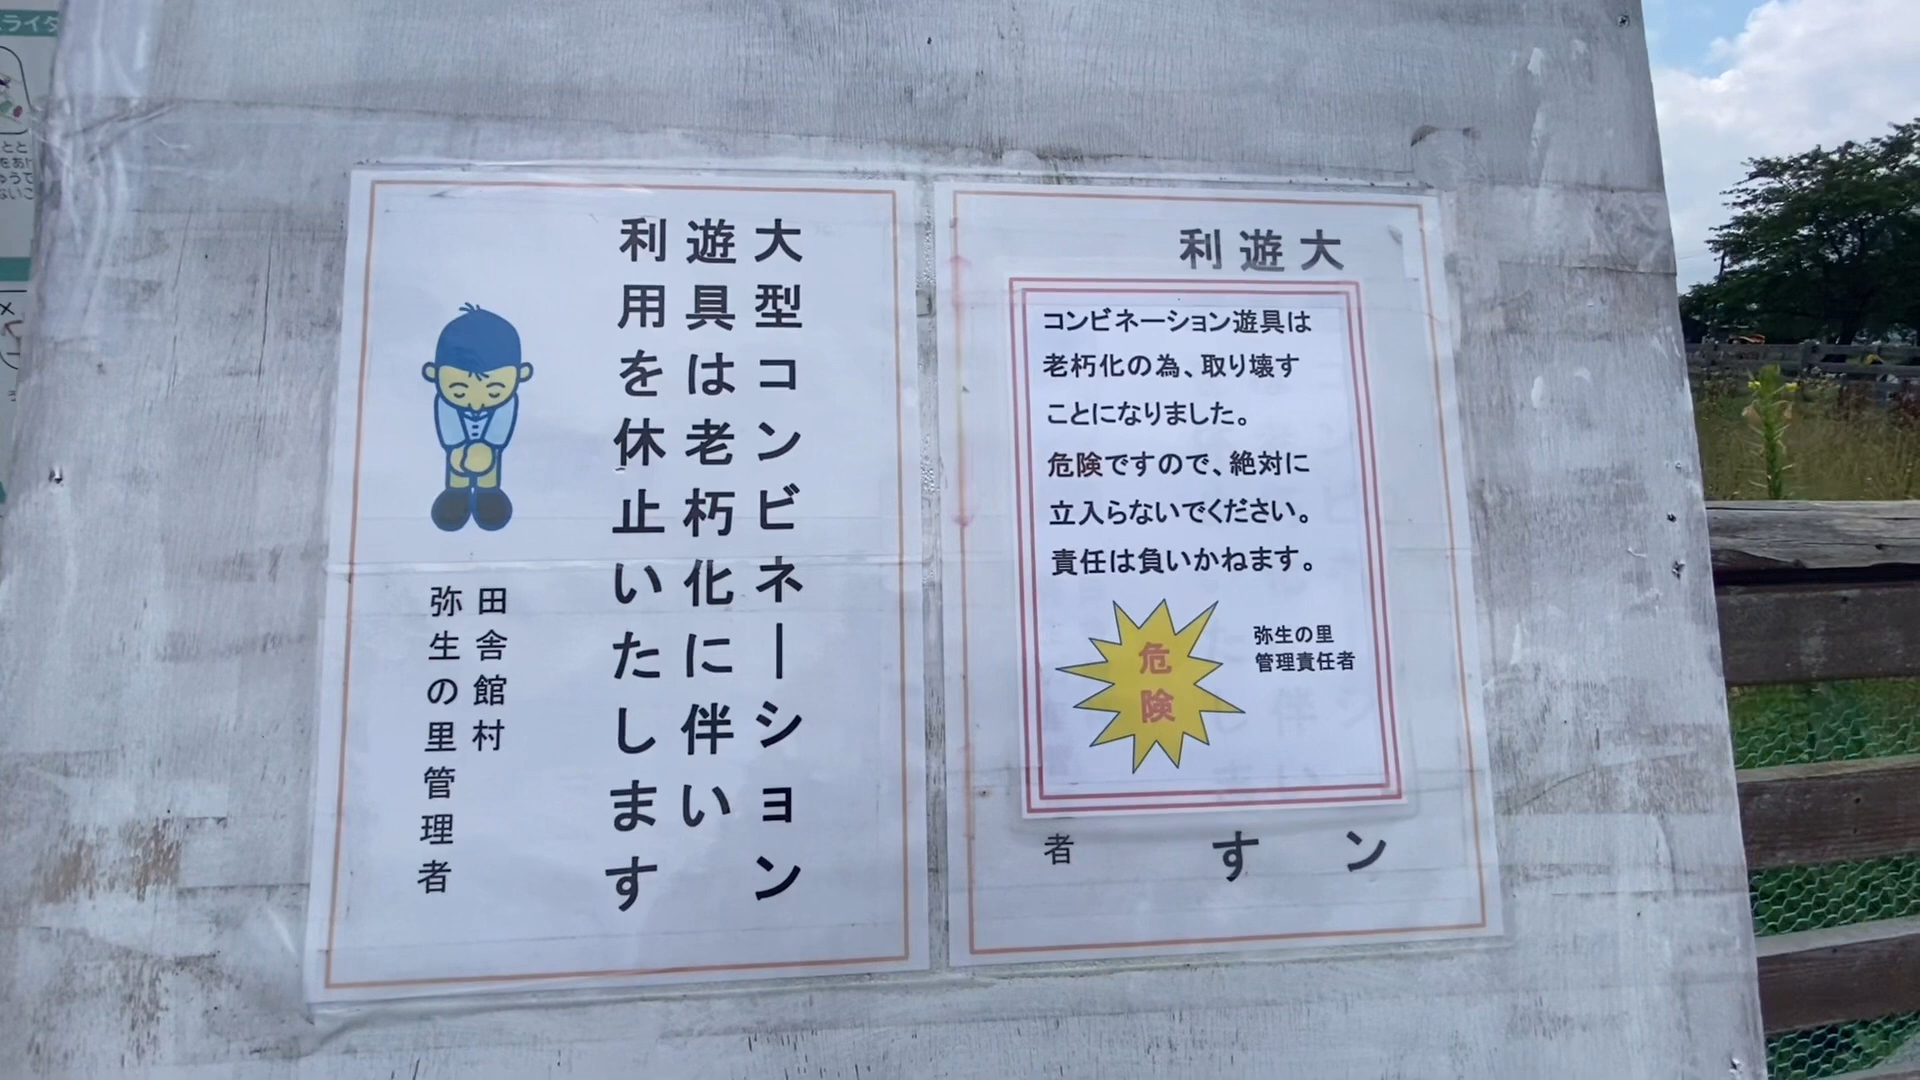 大型コンビネーション
遊具は老朽化に伴い
利用を休止いたします
田舎館村
弥生の里管理者
大
遊
利
コンビネーション遊具は
老朽化の為、取り壊す
ことになりました。
危険ですので、絶対に
立入らないでください。
責任は負いかねます。
危
険
弥生の里
管理責任者
ン
す
者